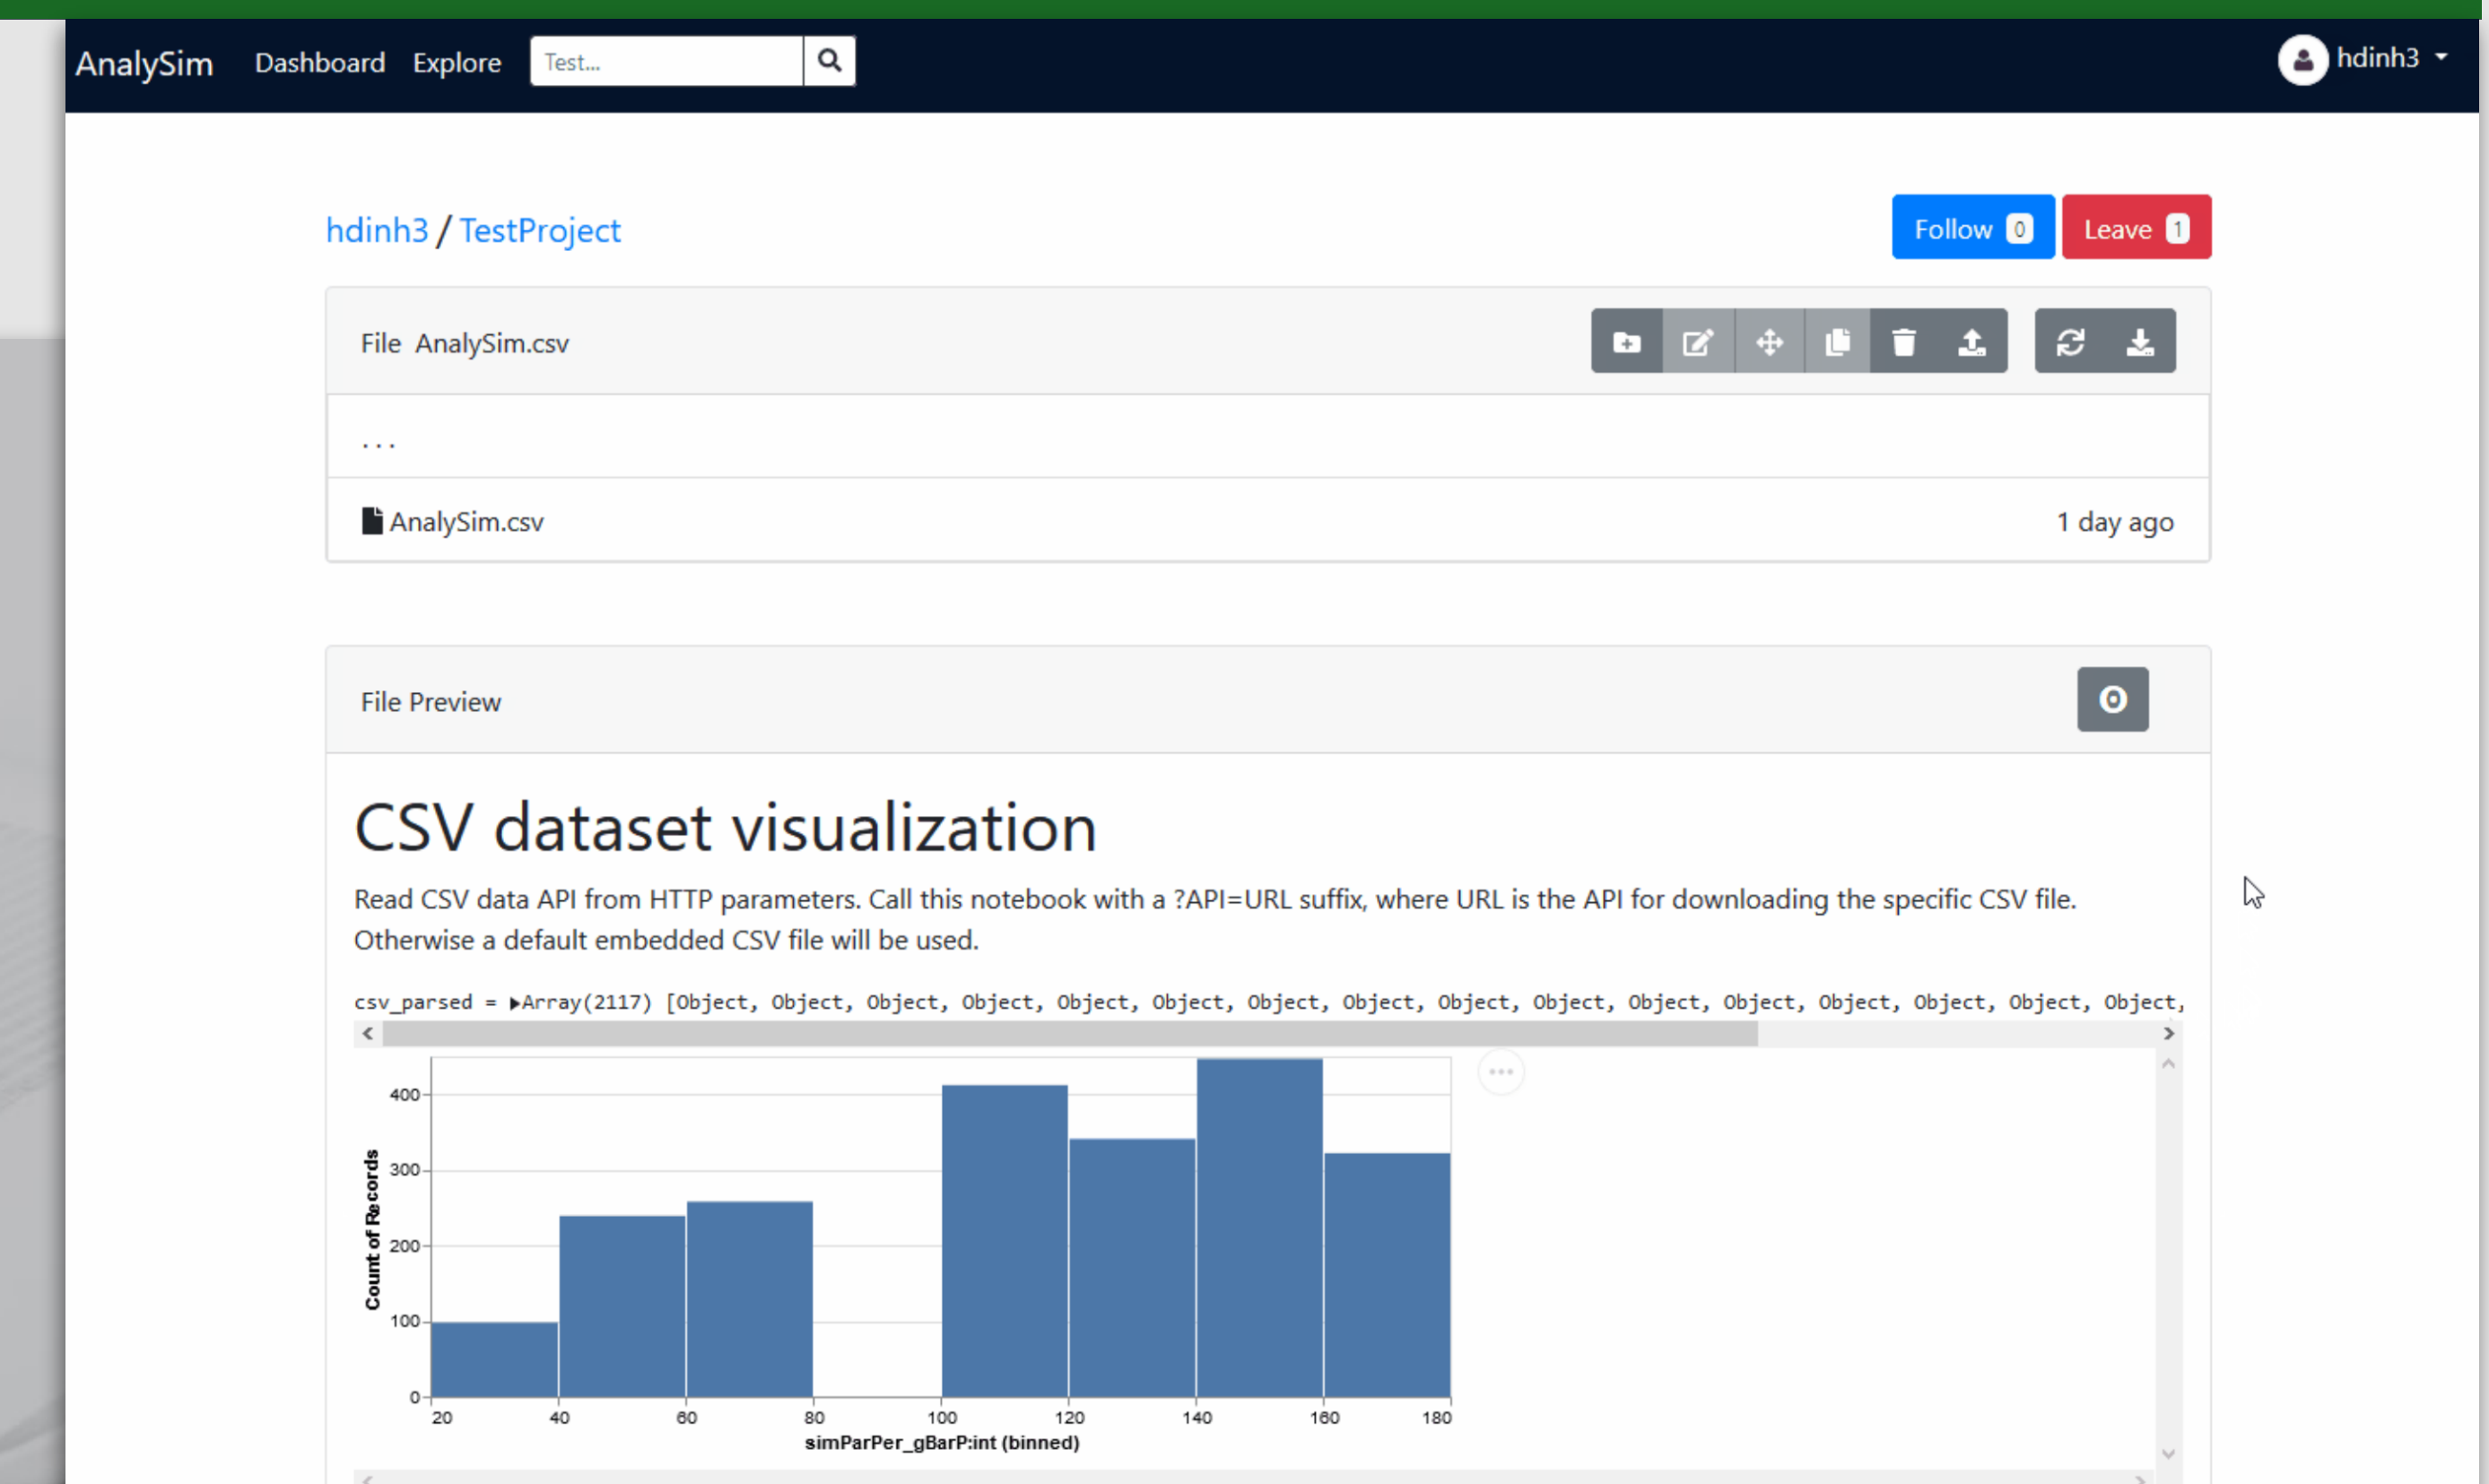 AnalySim Dashboard Explore Test... hdinh3
hdinh3 / TestProject Follow 0 Leave 1
File AnalySim.csv
...
AnalySim.csv 1 day ago
File Preview
CSV dataset visualization
Read CSV data API from HTTP parameters. Call this notebook with a ?API=URL suffix, where URL is the API for downloading the specific CSV file.
Otherwise a default embedded CSV file will be used.
csv_parsed = ▶Array(2117) [Object, Object, Object, Object, Object, Object, Object, Object, Object, Object, Object, Object, Object, Object, Object, Object,
400
300
200
100
0
Count of Records
20 40 60 80 100 120 140 160 180
simParPer_gBarP:int (binned)